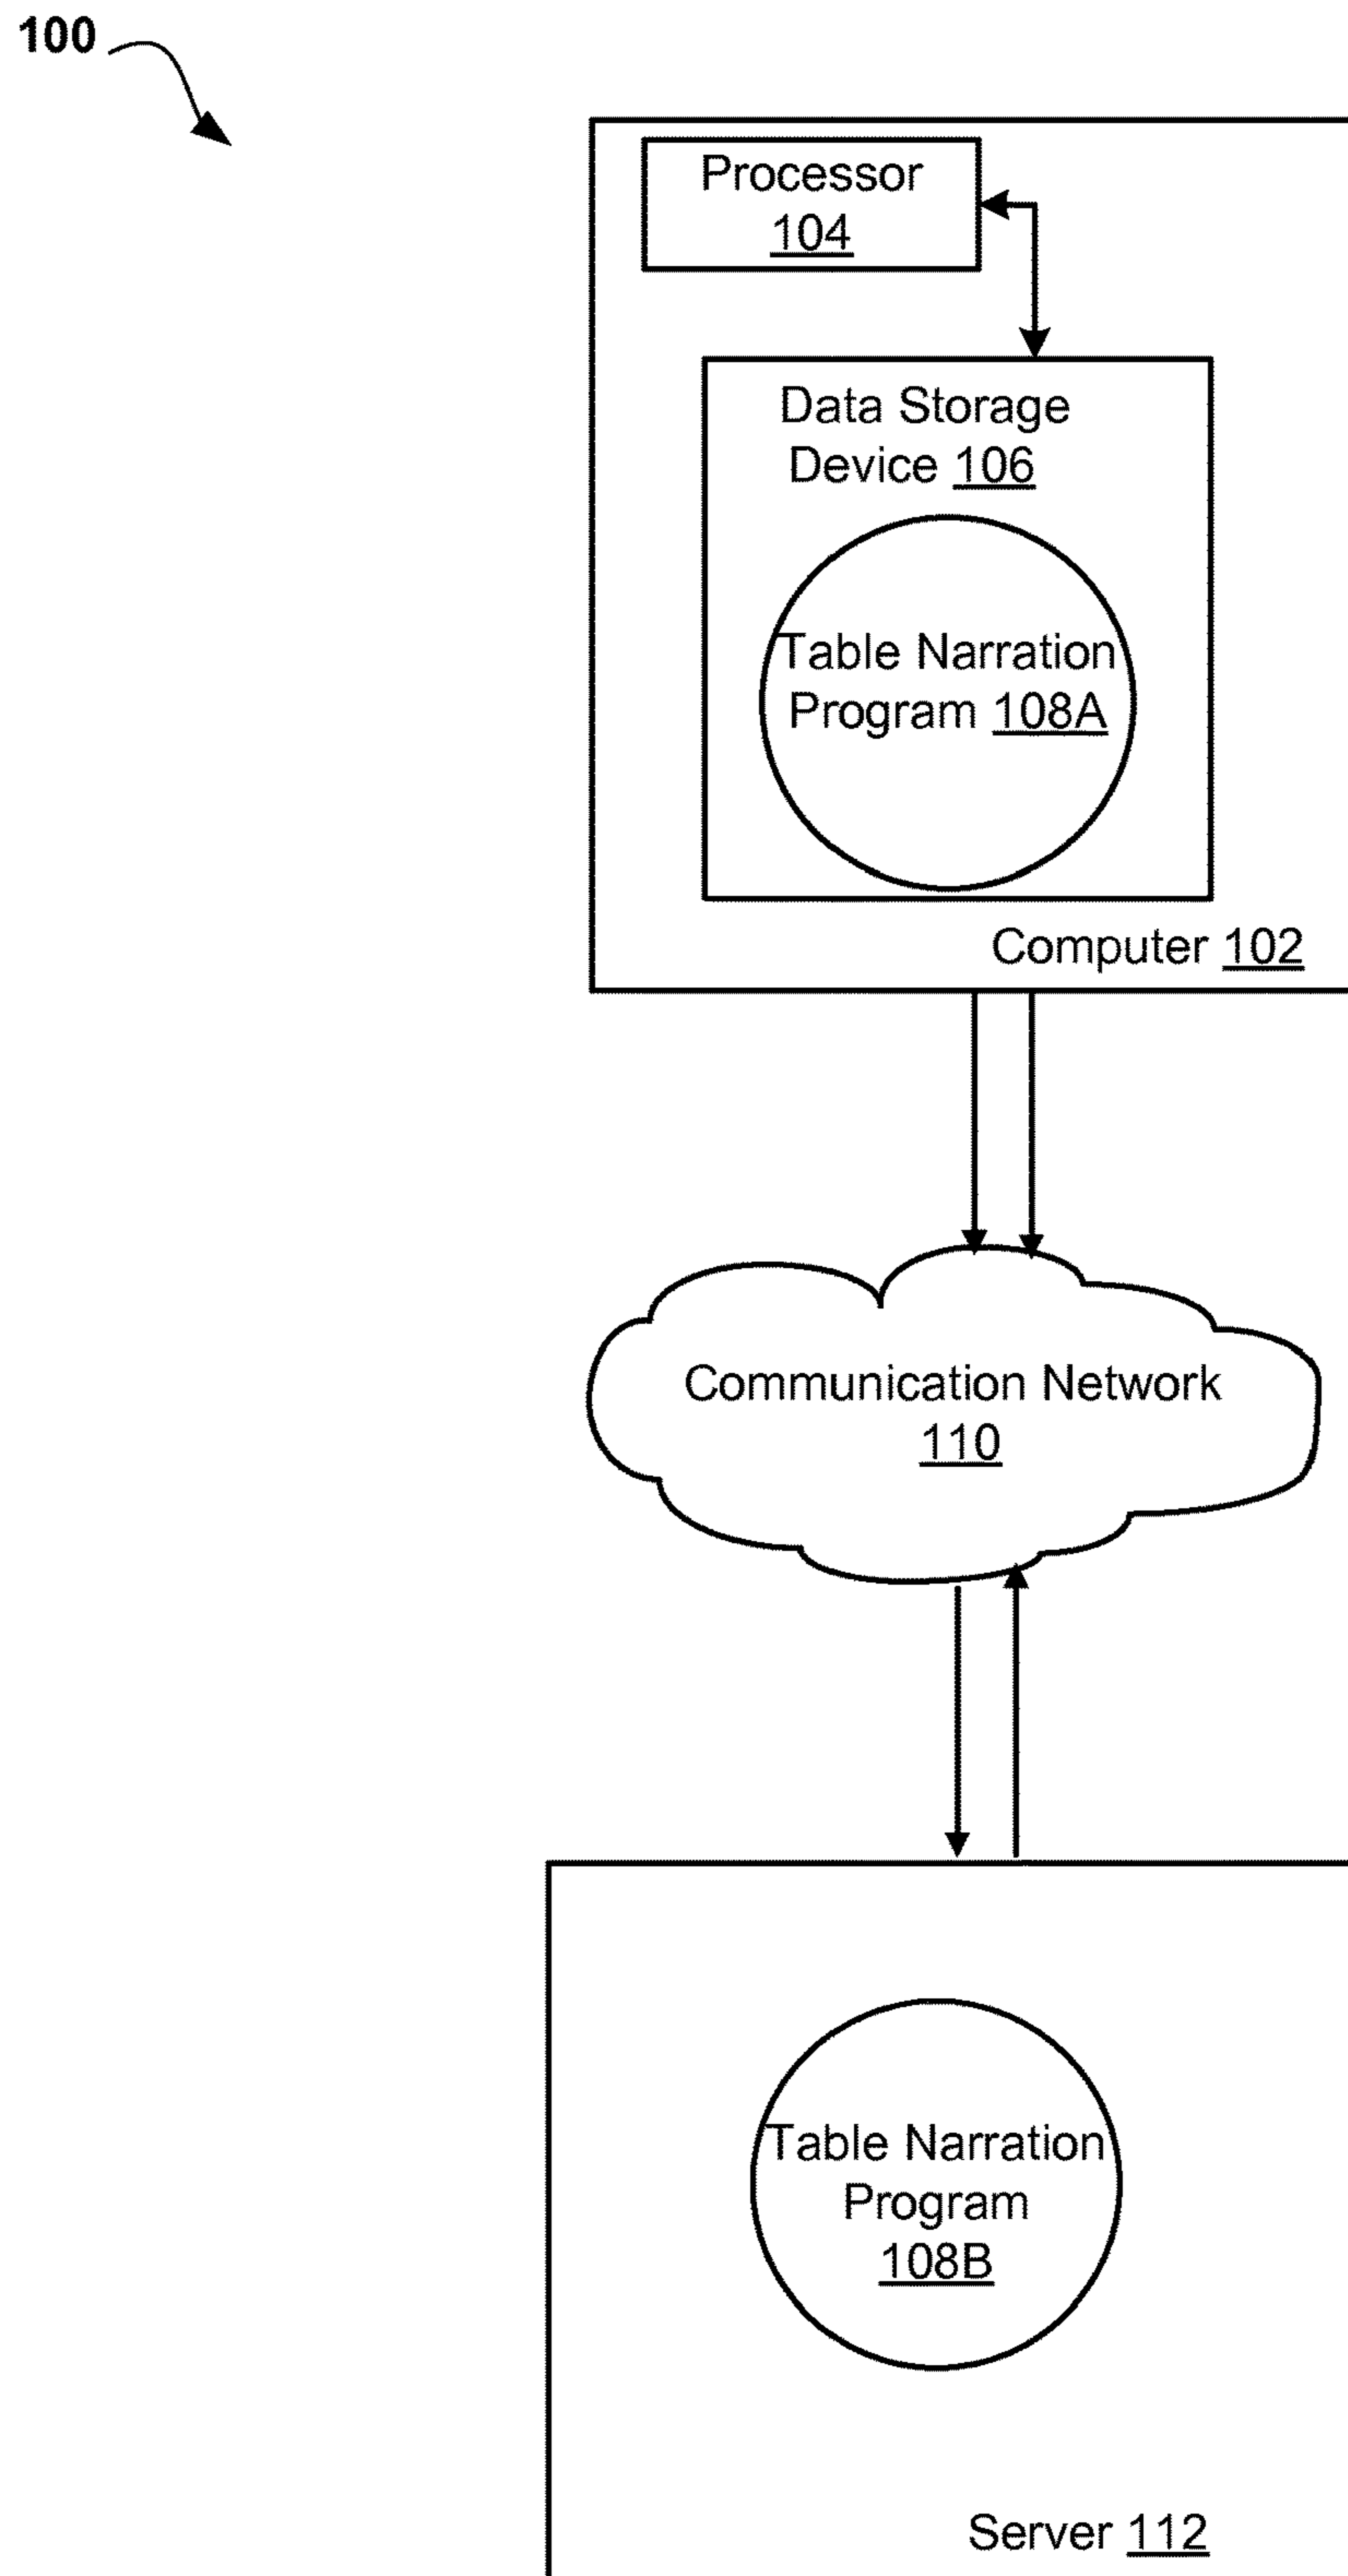 100
Processor
104
Data Storage
Device 106
Table Narration
Program 108A
Computer 102
Communication Network
110
Table Narration
Program
108B
Server 112